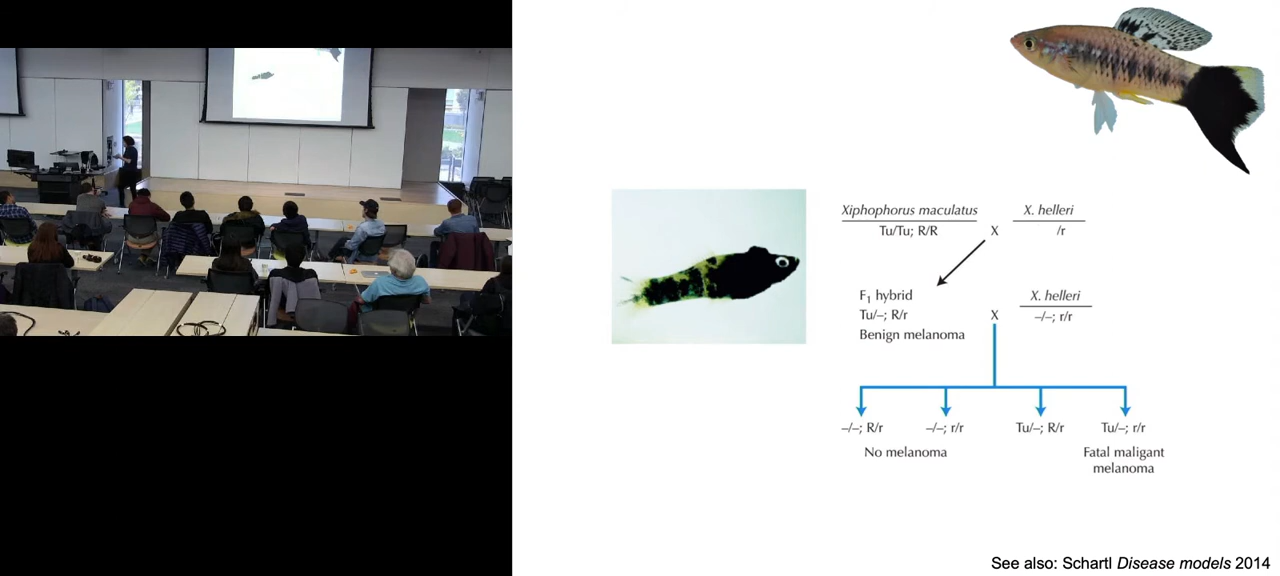 Xiphophorus maculatus
X. helleri
Tu/Tu; R/R
X
/r
F₁ hybrid
X. helleri
Tu/–; R/r
X
–/–; r/r
Benign melanoma
–/–; R/r
–/–; r/r
Tu/–; R/r
Tu/–; r/r
No melanoma
Fatal maligant
melanoma
See also: Schartl Disease models 2014